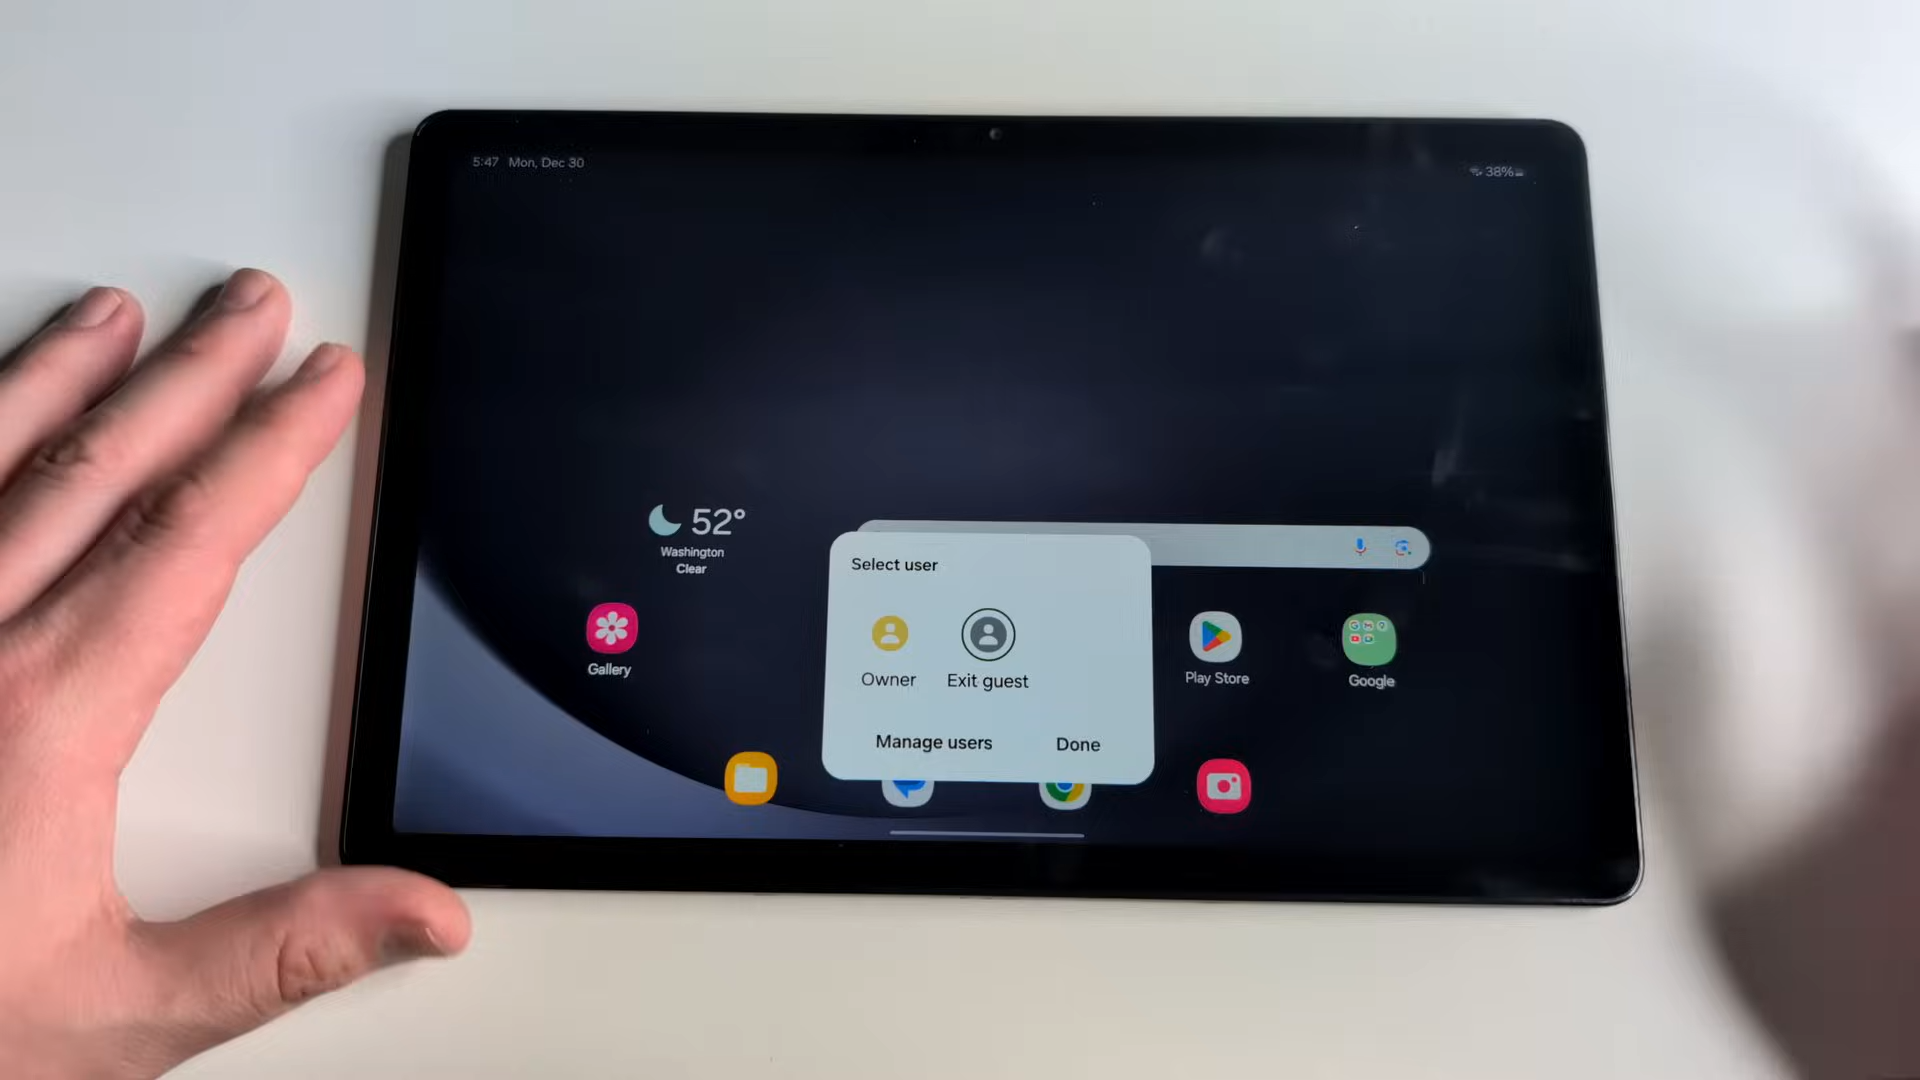 5:47 Mon, Dec 30
38%
52°
Washington
Clear
Select user
Owner
Exit guest
Manage users
Done
Gallery
Play Store
Google